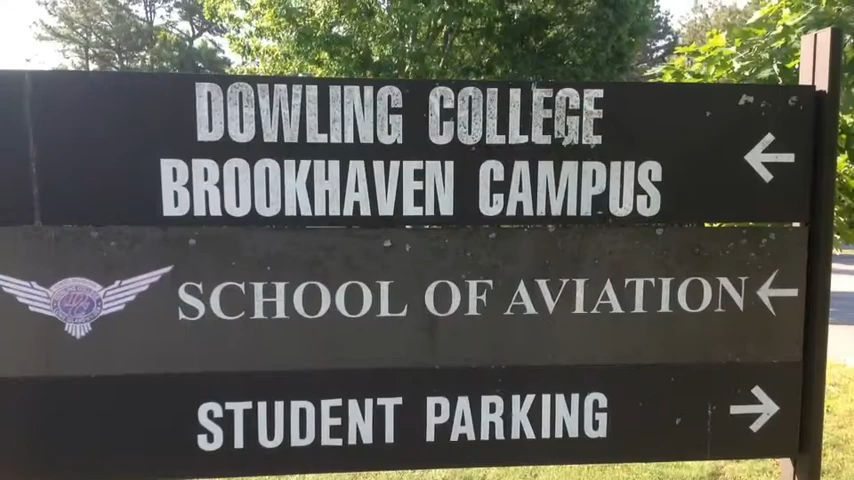 DOWLING COLLEGE
BROOKHAVEN CAMPUS
SCHOOL OF AVIATION
STUDENT PARKING